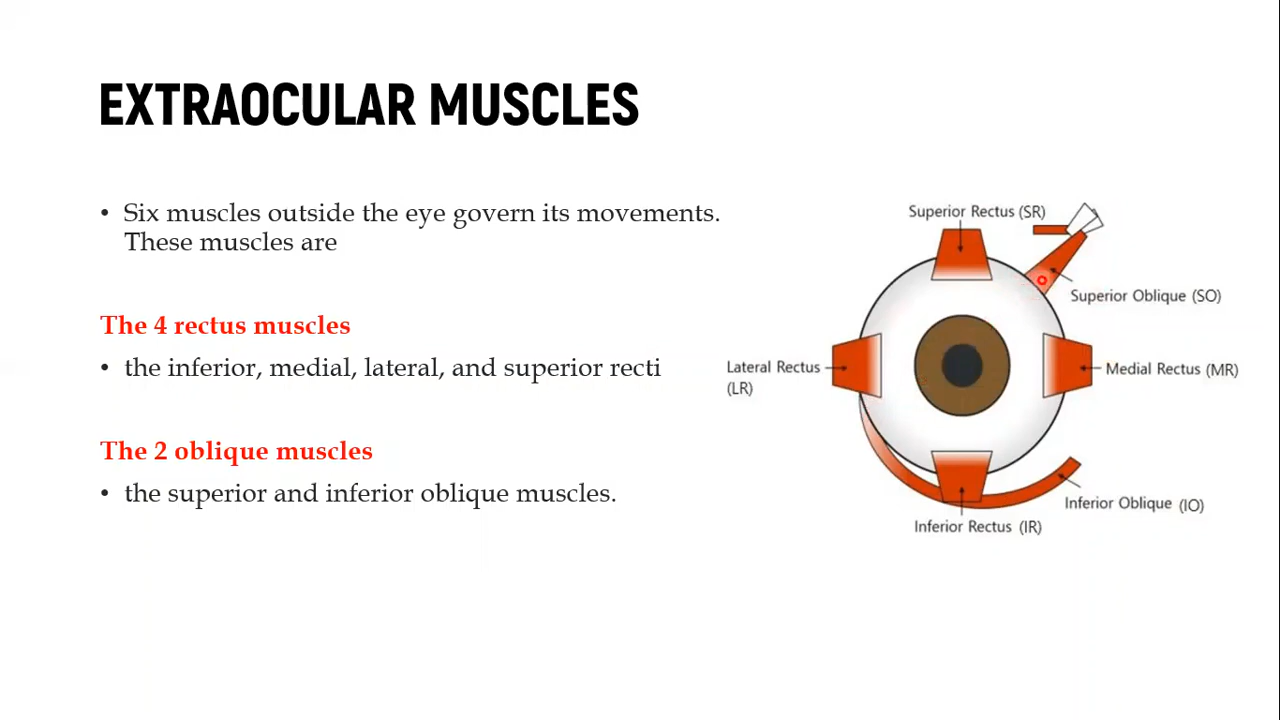 EXTRAOCULAR MUSCLES
• Six muscles outside the eye govern its movements.
These muscles are
The 4 rectus muscles
• the inferior, medial, lateral, and superior recti
The 2 oblique muscles
• the superior and inferior oblique muscles.
Superior Rectus (SR)
Superior Oblique (SO)
Lateral Rectus
(LR)
Medial Rectus (MR)
Inferior Oblique (IO)
Inferior Rectus (IR)